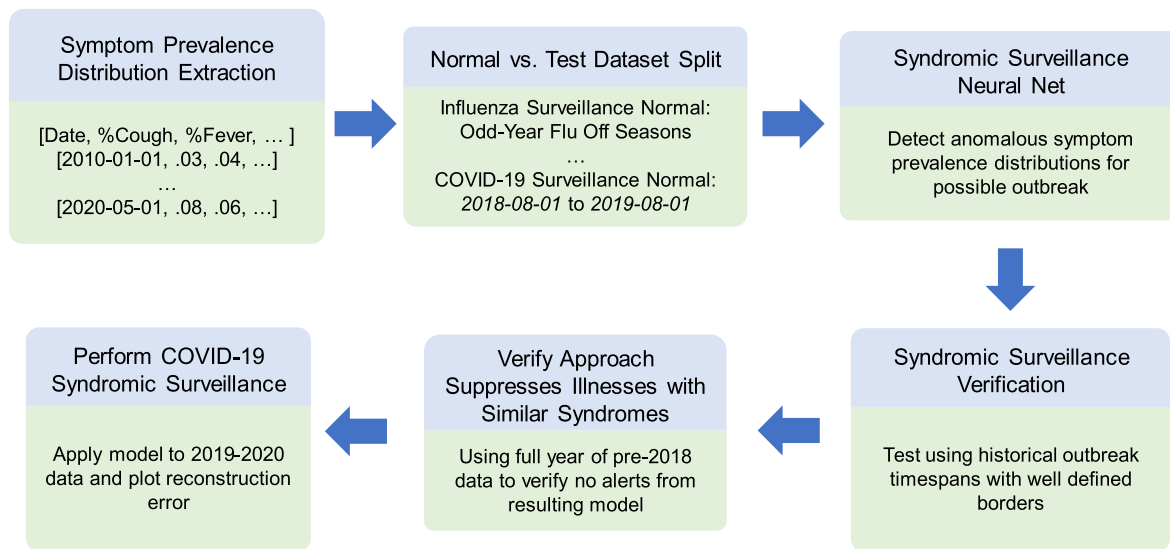 Symptom Prevalence
Distribution Extraction
[Date, %Cough, %Fever, … ]
[2010-01-01, .03, .04, …]
…
[2020-05-01, .08, .06, …]
Normal vs. Test Dataset Split
Influenza Surveillance Normal:
Odd-Year Flu Off Seasons
…
COVID-19 Surveillance Normal:
2018-08-01 to 2019-08-01
Syndromic Surveillance
Neural Net
Detect anomalous symptom
prevalence distributions for
possible outbreak
Syndromic Surveillance
Verification
Test using historical outbreak
timespans with well defined
borders
Verify Approach
Suppresses Illnesses with
Similar Syndromes
Using full year of pre-2018
data to verify no alerts from
resulting model
Perform COVID-19
Syndromic Surveillance
Apply model to 2019-2020
data and plot reconstruction
error